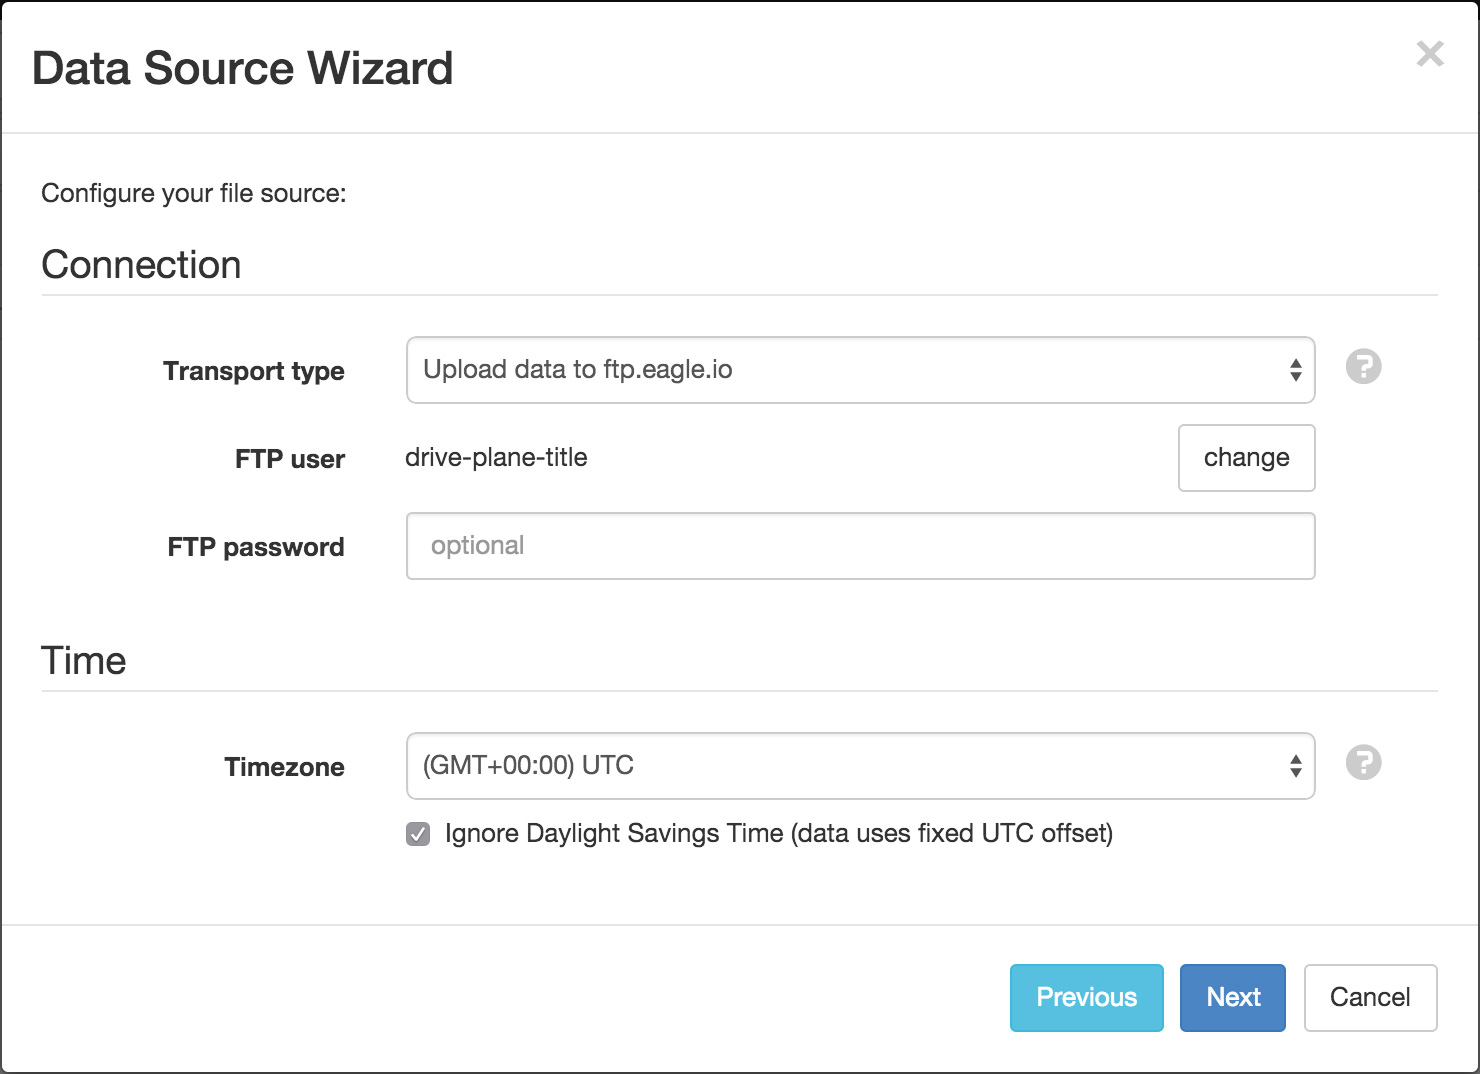 Data Source Wizard
×
Configure your file source:
Connection
Transport type
Upload data to ftp.eagle.io
?
FTP user
drive-plane-title
change
FTP password
optional
Time
Timezone
(GMT+00:00) UTC
?
Ignore Daylight Savings Time (data uses fixed UTC offset)
Previous
Next
Cancel